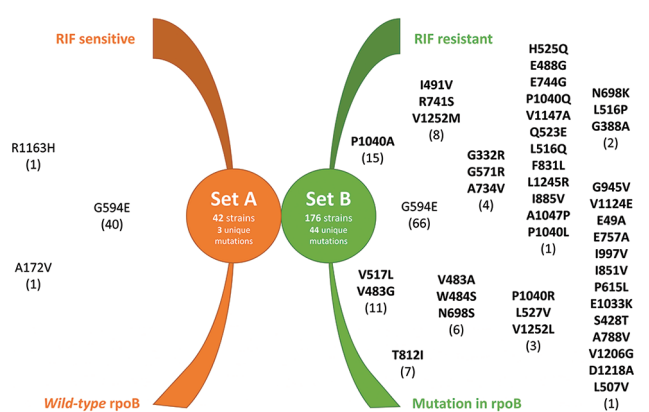 RIF sensitive
RIF resistant
R1163H
(1)
G594E
(40)
A172V
(1)
Set A
42 strains
3 unique
mutations
Set B
176 strains
44 unique
mutations
P1040A
(15)
I491V
R741S
V1252M
(8)
G594E
(66)
G332R
G571R
A734V
(4)
H525Q
E488G
E744G
P1040Q
V1147A
Q523E
L516Q
F831L
L1245R
I885V
A1047P
P1040L
(1)
N698K
L516P
G388A
(2)
V517L
V483G
(11)
T812I
(7)
V483A
W484S
N698S
(6)
P1040R
L527V
V1252L
(3)
G945V
V1124E
E49A
E757A
I997V
I851V
P615L
E1033K
S428T
A788V
V1206G
D1218A
L507V
(1)
Wild-type rpoB
Mutation in rpoB